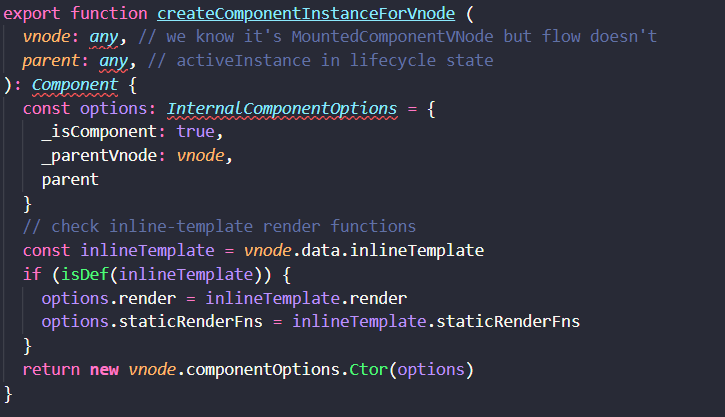 export function createComponentInstanceForVnode (
  vnode: any, // we know it's MountedComponentVNode but flow doesn't
  parent: any, // activeInstance in lifecycle state
): Component {
  const options: InternalComponentOptions = {
    _isComponent: true,
    _parentVnode: vnode,
    parent
  }
  // check inline-template render functions
  const inlineTemplate = vnode.data.inlineTemplate
  if (isDef(inlineTemplate)) {
    options.render = inlineTemplate.render
    options.staticRenderFns = inlineTemplate.staticRenderFns
  }
  return new vnode.componentOptions.Ctor(options)
}